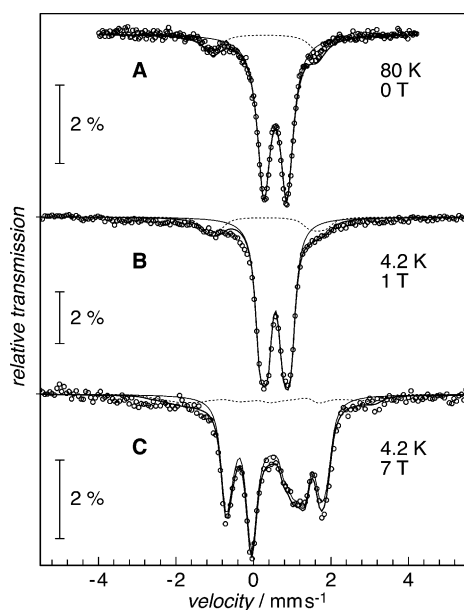 A
80 K
0 T
2 %
B
4.2 K
1 T
2 %
C
4.2 K
7 T
2 %
relative transmission
-4 -2 0 2 4
velocity / mm s-1